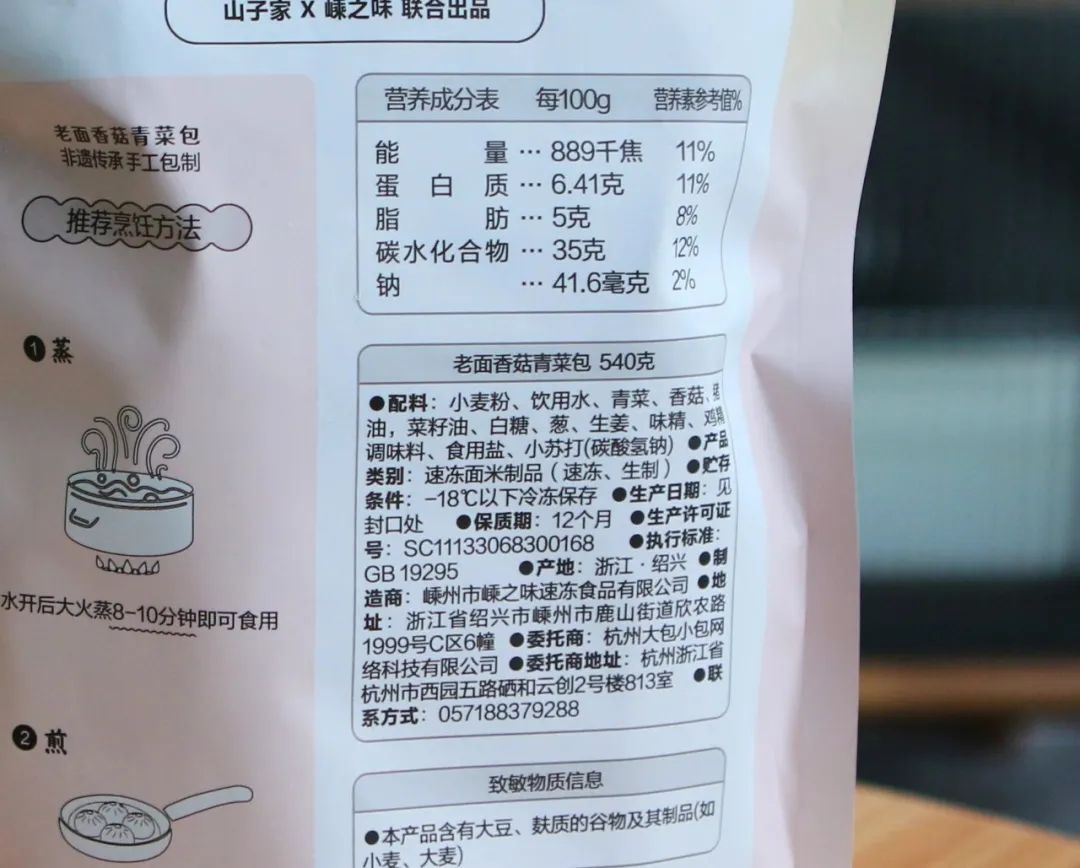 山子家 X 嵊之味 联合出品
老面香菇青菜包
非遗传承手工包制
推荐烹饪方法
1 蒸
水开后大火蒸8-10分钟即可食用
2 煎
营养成分表 每100g 营养素参考值%
能量 … 889千焦 11%
蛋白质 … 6.41克 11%
脂肪 … 5克 8%
碳水化合物 … 35克 12%
钠 … 41.6毫克 2%
老面香菇青菜包 540克
●配料：小麦粉、饮用水、青菜、香菇、猪
油，菜籽油、白糖、葱、生姜、味精、鸡精
调味料、食用盐、小苏打(碳酸氢钠) ●产品
类别：速冻面米制品（速冻、生制） ●贮存
条件：-18℃以下冷冻保存 ●生产日期：见
封口处 ●保质期：12个月 ●生产许可证
号：SC11133068300168 ●执行标准：
GB 19295 ●产地：浙江·绍兴 ●制
造商：嵊州市嵊之味速冻食品有限公司 ●地
址：浙江省绍兴市嵊州市鹿山街道欣农路
1999号C区6幢 ●委托商：杭州大包小包网
络科技有限公司 ●委托商地址：杭州浙江省
杭州市西园五路硒和云创2号楼813室 ●联
系方式：057188379288
致敏物质信息
●本产品含有大豆、麸质的谷物及其制品(如
小麦、大麦)